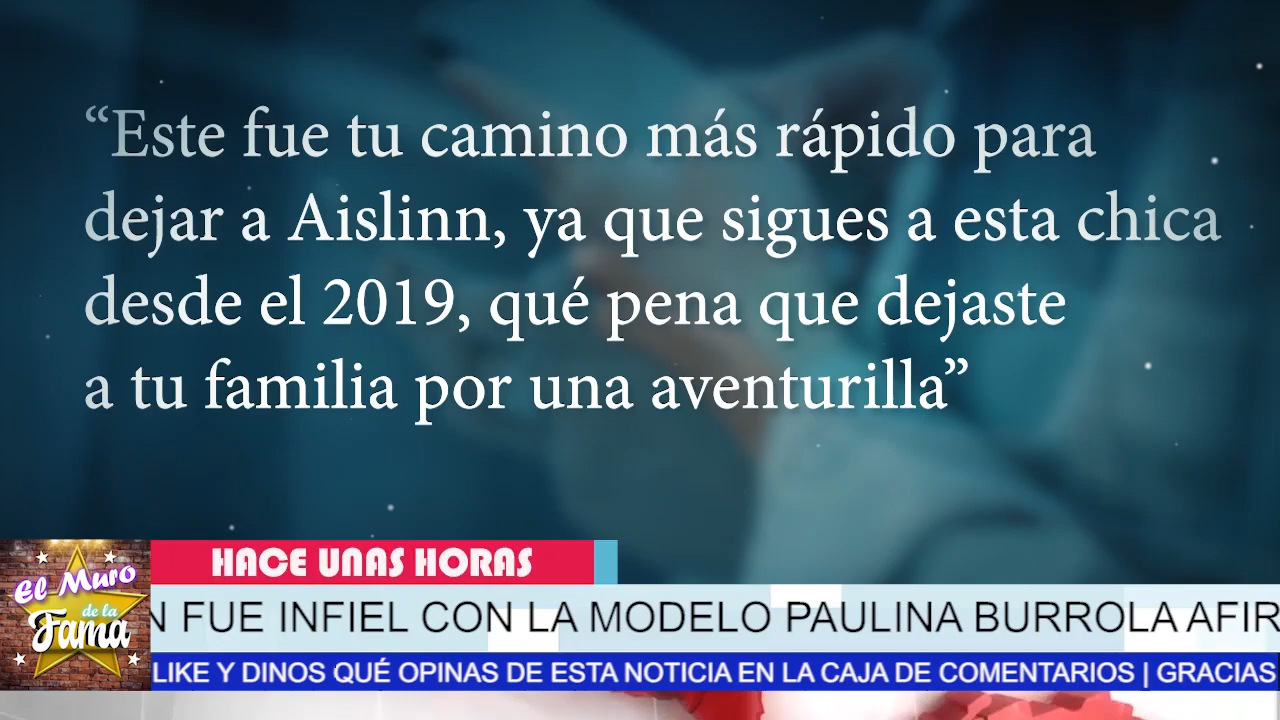 “Este fue tu camino más rápido para
dejar a Aislinn, ya que sigues a esta chica
desde el 2019, qué pena que dejaste
a tu familia por una aventurilla”
HACE UNAS HORAS
El Muro
de la
Fama
N FUE INFIEL CON LA MODELO PAULINA BURROLA AFIR
LIKE Y DINOS QUÉ OPINAS DE ESTA NOTICIA EN LA CAJA DE COMENTARIOS | GRACIAS